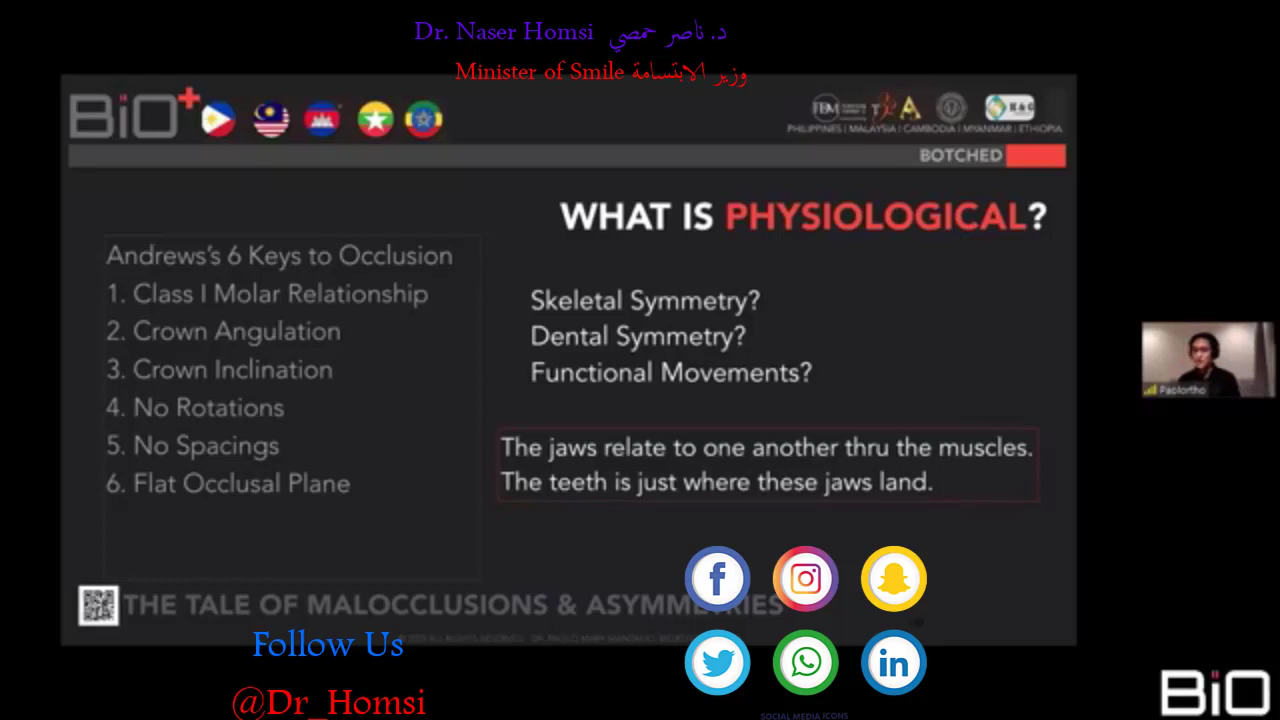 Dr. Naser Homsi د. ناصر حمصي
Minister of Smile وزير الابتسامة
BiO+
PHILIPPINES | MALAYSIA | CAMBODIA | MYANMAR | ETHIOPIA
BOTCHED
WHAT IS PHYSIOLOGICAL?
Andrews's 6 Keys to Occlusion
1. Class I Molar Relationship
2. Crown Angulation
3. Crown Inclination
4. No Rotations
5. No Spacings
6. Flat Occlusal Plane
Skeletal Symmetry?
Dental Symmetry?
Functional Movements?
The jaws relate to one another thru the muscles.
The teeth is just where these jaws land.
Paolortho
THE TALE OF MALOCCLUSIONS & ASYMMETRIES
Follow Us
@Dr_Homsi
SOCIAL MEDIA ICONS
BiO